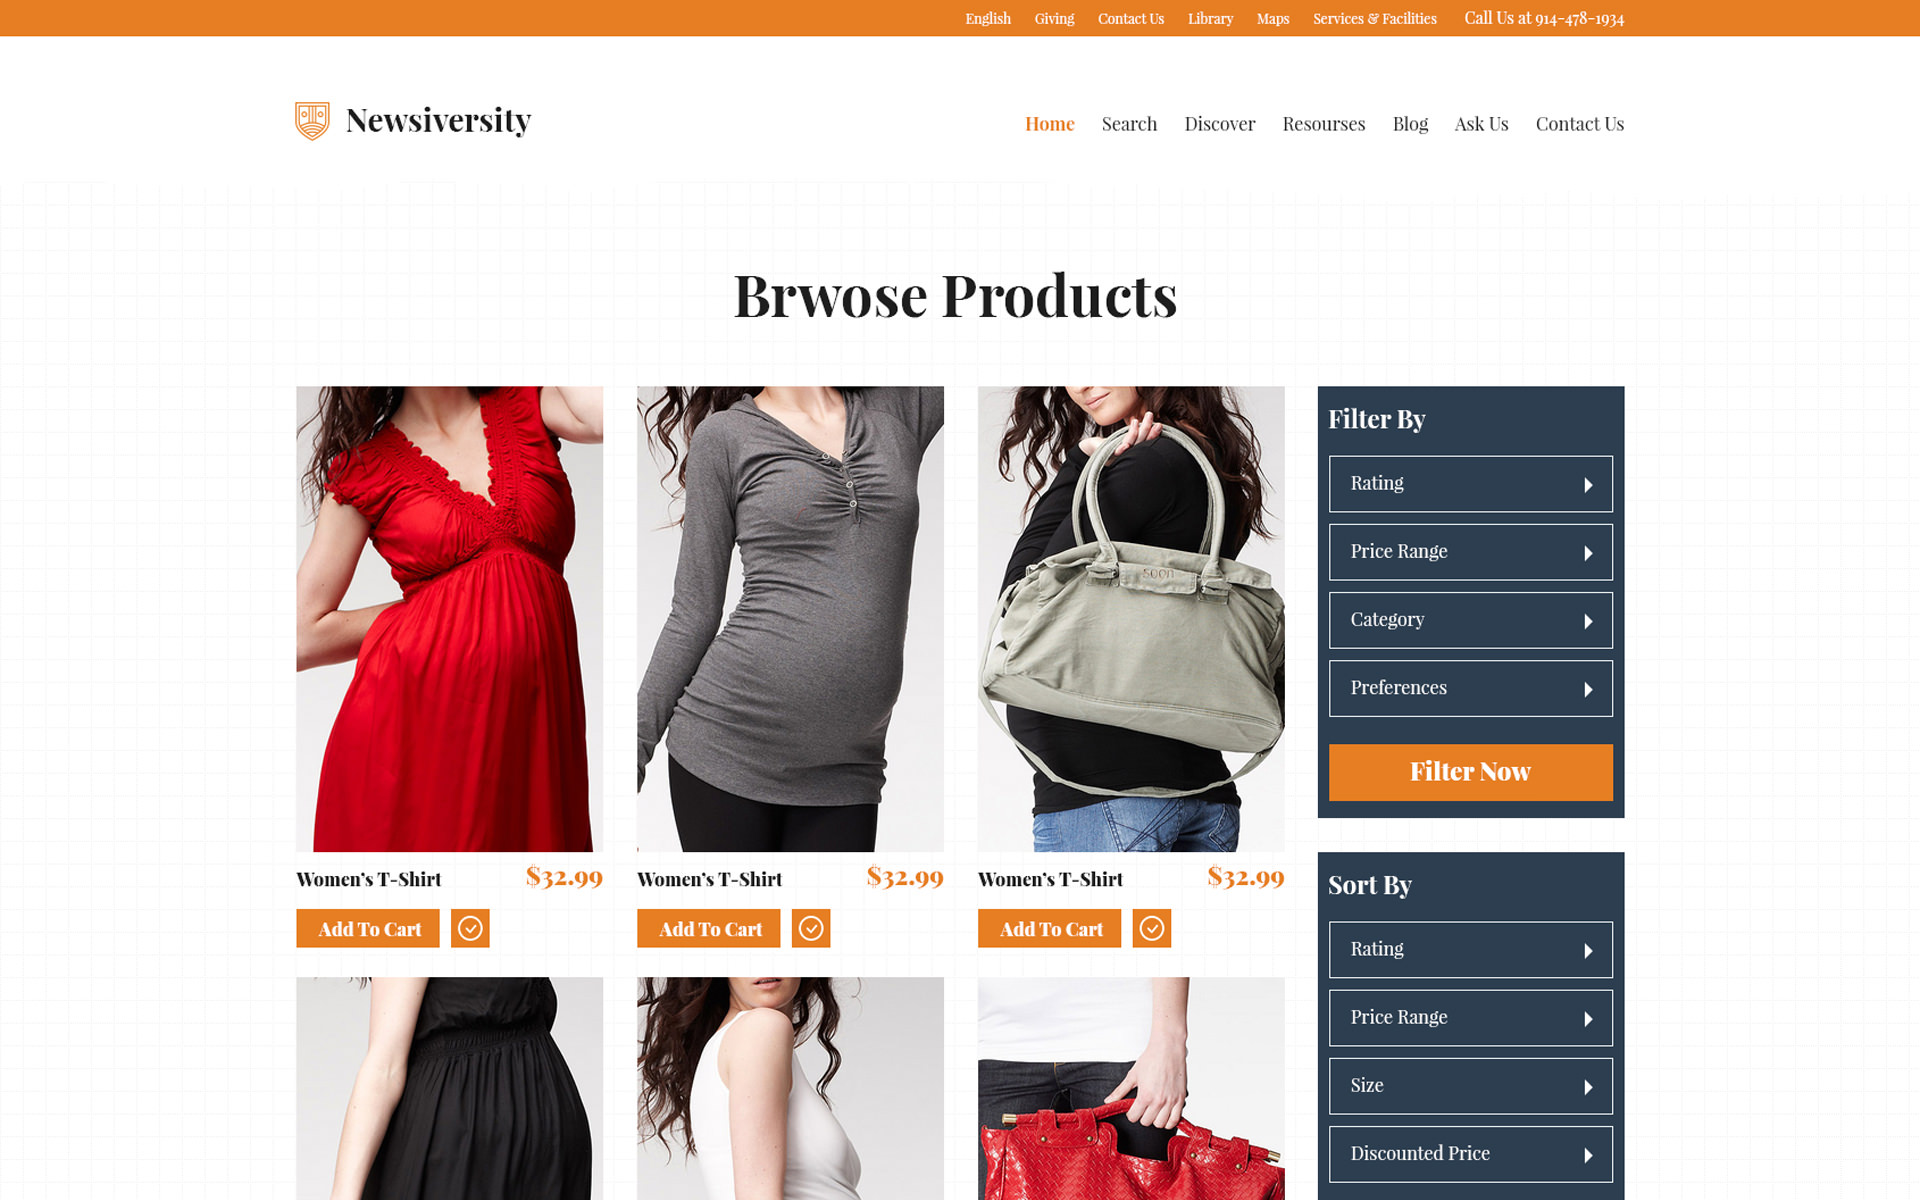 English Giving Contact Us Library Maps Services & Facilities Call Us at 914-478-1934
Newsiversity
Home Search Discover Resourses Blog Ask Us Contact Us
Brwose Products
soon
Women's T-Shirt $32.99
Add To Cart
Women's T-Shirt $32.99
Add To Cart
Women's T-Shirt $32.99
Add To Cart
Filter By
Rating
Price Range
Category
Preferences
Filter Now
Sort By
Rating
Price Range
Size
Discounted Price